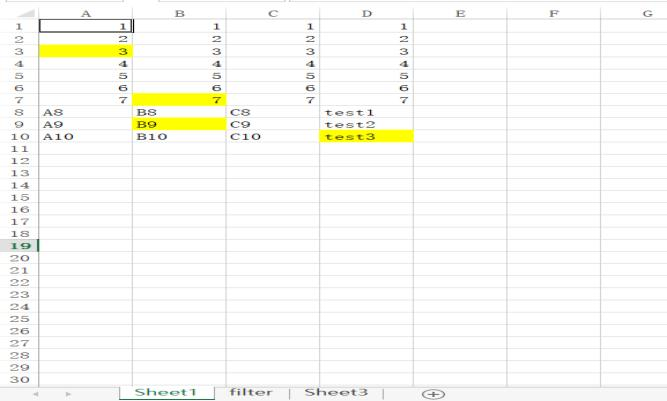 A B C D E F G
1 1 1 1 1
2 2 2 2 2
3 3 3 3 3
4 4 4 4 4
5 5 5 5 5
6 6 6 6 6
7 7 7 7 7
8 A8 B8 C8 test1
9 A9 B9 C9 test2
10 A10 B10 C10 test3
11
12
13
14
15
16
17
18
19
20
21
22
23
24
25
26
27
28
29
30
Sheet1 filter Sheet3